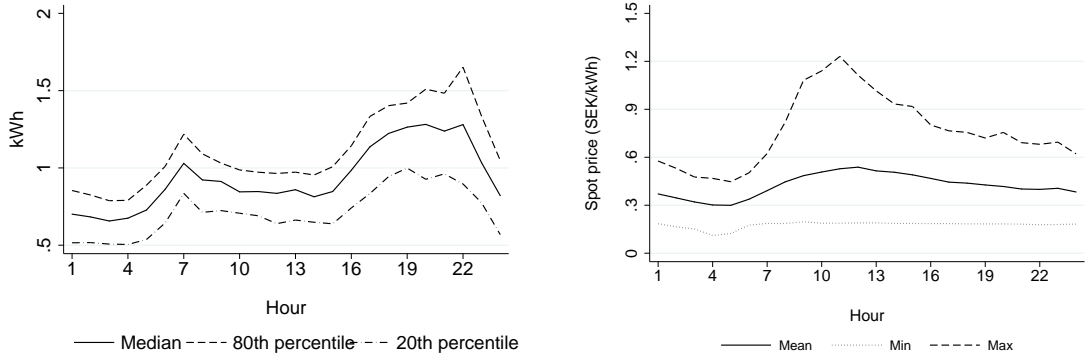 2
1.5
1
.5
kWh
1 4 7 10 13 16 19 22
Hour
Median 80th percentile 20th percentile
1.5
1.2
.9
.6
.3
0
Spot price (SEK/kWh)
1 4 7 10 13 16 19 22
Hour
Mean Min Max